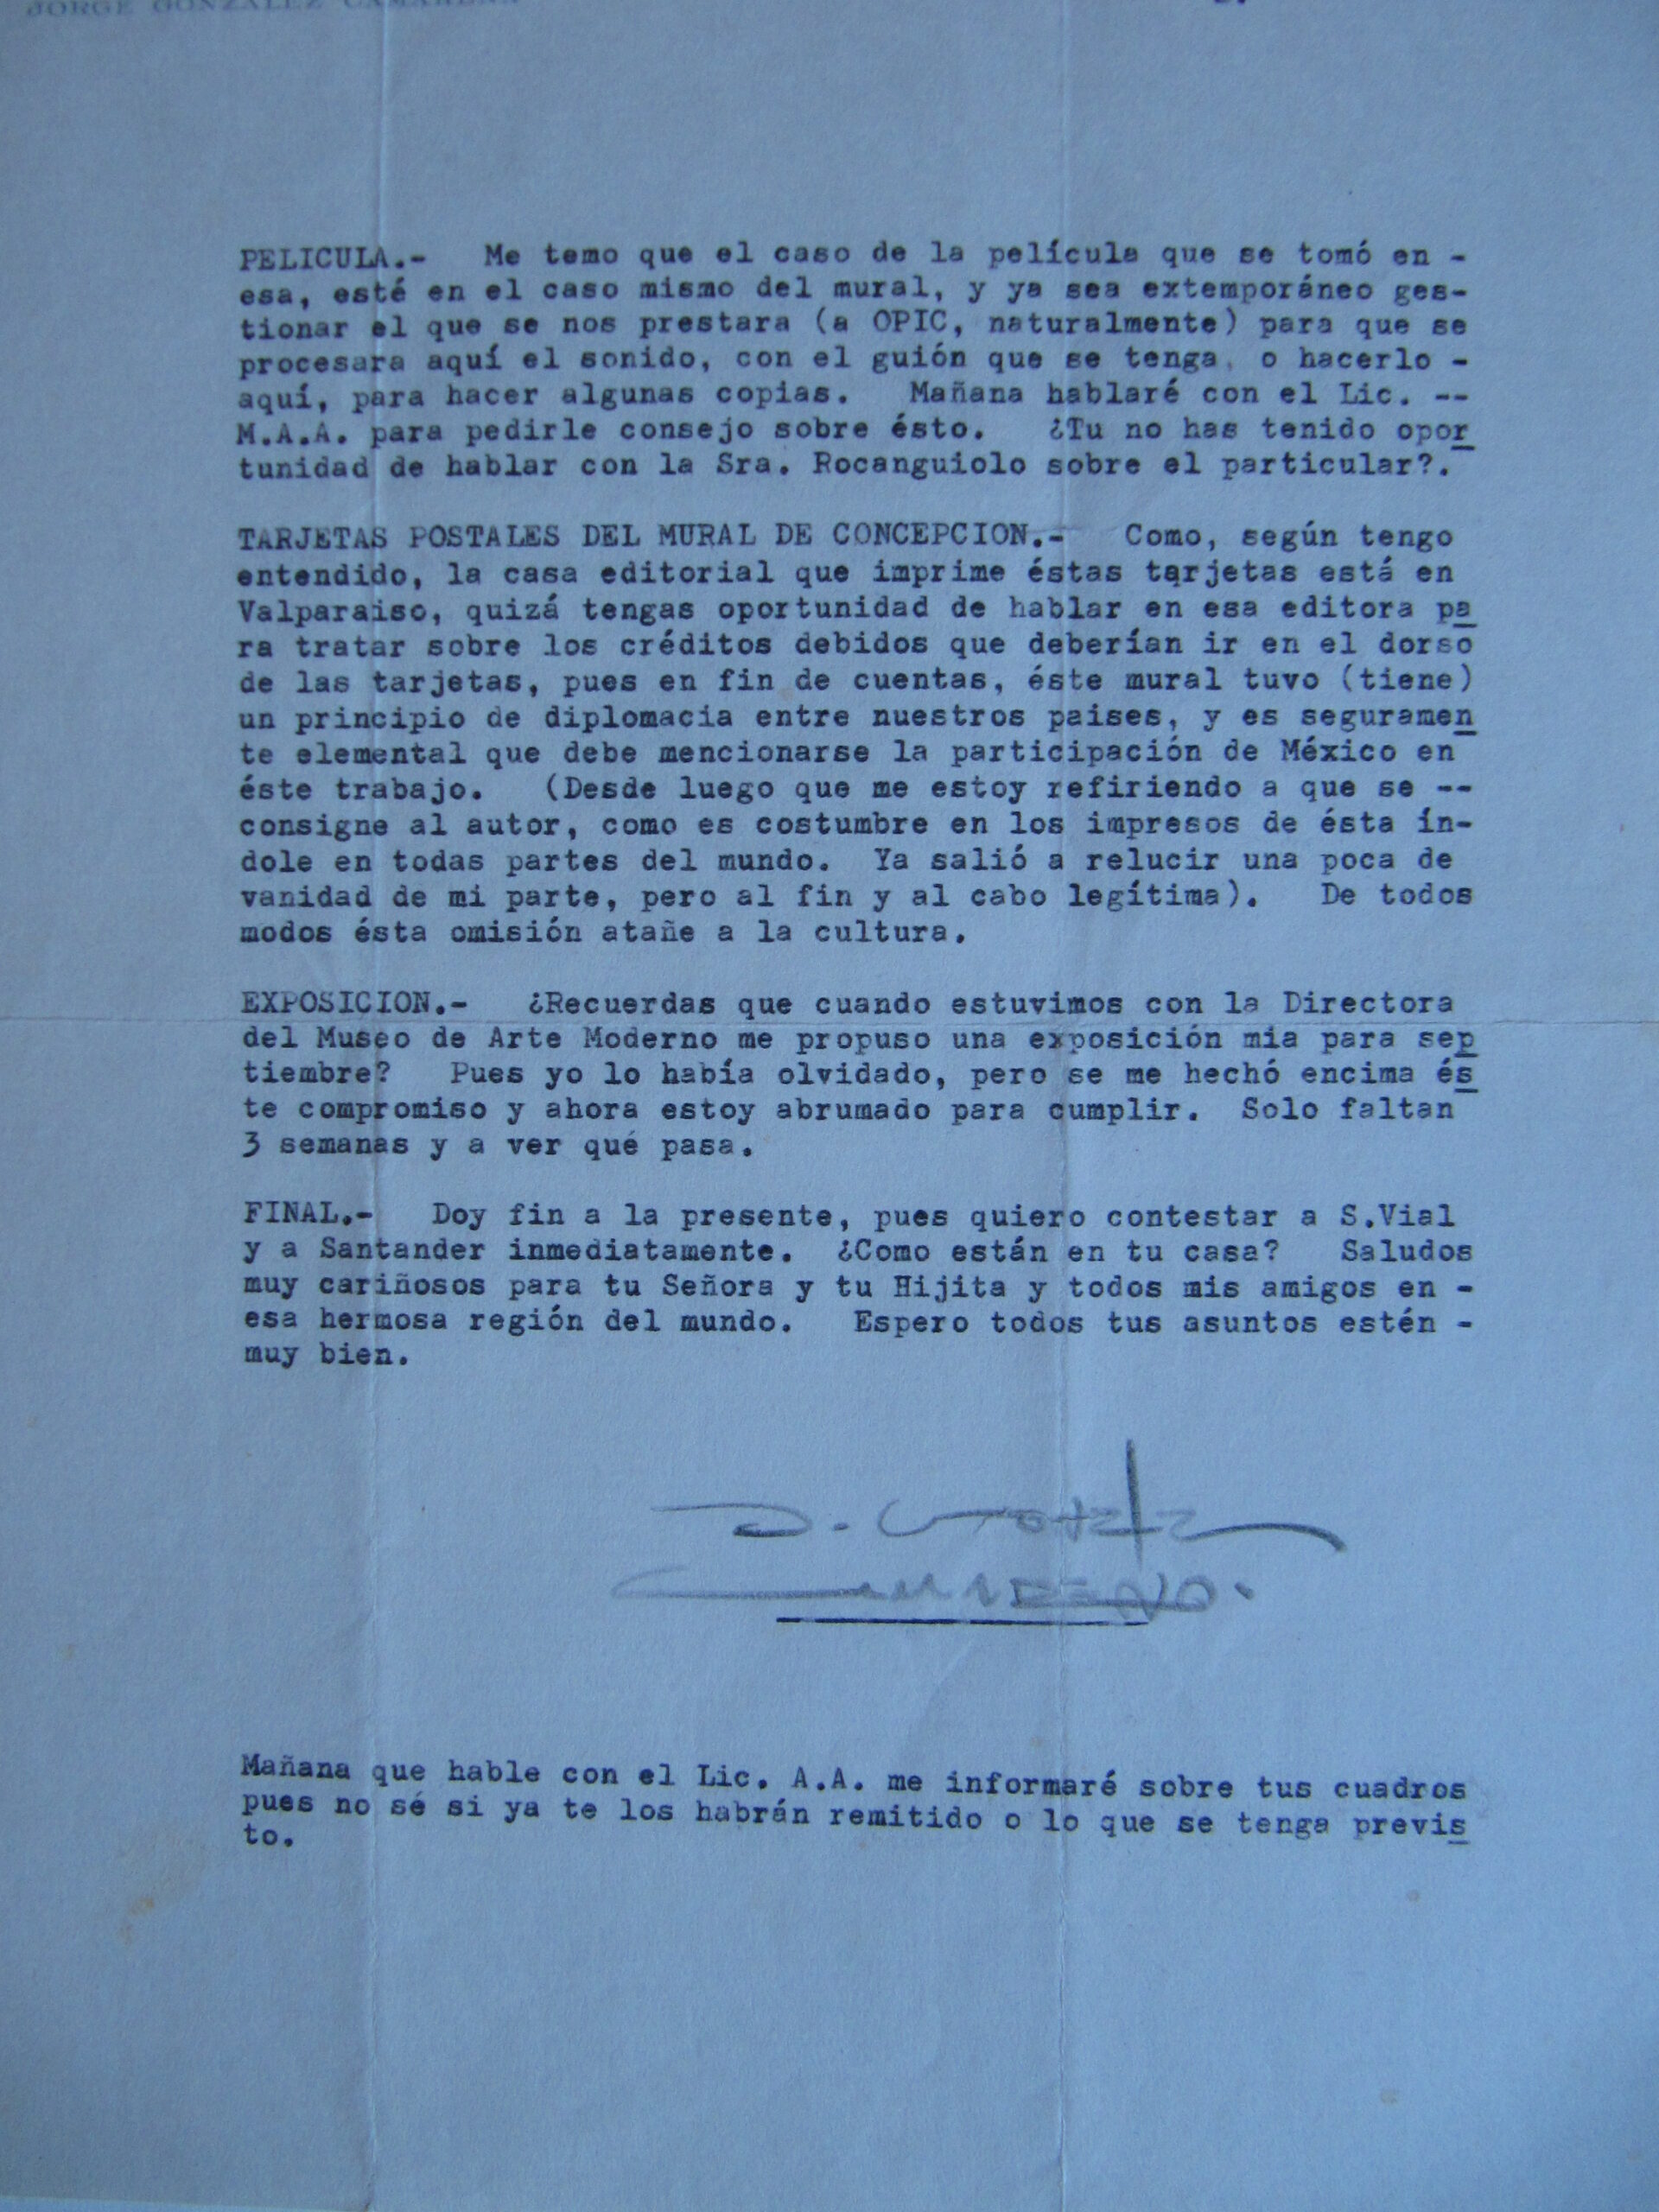 JORGE GONZALEZ CAMARENA
PELICULA.- Me temo que el caso de la película que se tomó en -
esa, esté en el caso mismo del mural, y ya sea extemporáneo ges-
tionar el que se nos prestara (a OPIC, naturalmente) para que se
procesara aquí el sonido, con el guión que se tenga, o hacerlo -
aquí, para hacer algunas copias. Mañana hablaré con el Lic. --
M.A.A. para pedirle consejo sobre ésto. ¿Tu no has tenido opor
tunidad de hablar con la Sra. Rocanguiolo sobre el particular?.
TARJETAS POSTALES DEL MURAL DE CONCEPCION.- Como, según tengo
entendido, la casa editorial que imprime éstas tarjetas está en
Valparaiso, quizá tengas oportunidad de hablar en esa editora pa
ra tratar sobre los créditos debidos que deberían ir en el dorso
de las tarjetas, pues en fin de cuentas, éste mural tuvo (tiene)
un principio de diplomacia entre nuestros paises, y es seguramen
te elemental que debe mencionarse la participación de México en
éste trabajo. (Desde luego que me estoy refiriendo a que se --
consigne al autor, como es costumbre en los impresos de ésta ín-
dole en todas partes del mundo. Ya salió a relucir una poca de
vanidad de mi parte, pero al fin y al cabo legítima). De todos
modos ésta omisión atañe a la cultura.
EXPOSICION.- ¿Recuerdas que cuando estuvimos con la Directora
del Museo de Arte Moderno me propuso una exposición mia para sep
tiembre? Pues yo lo había olvidado, pero se me hechó encima és
te compromiso y ahora estoy abrumado para cumplir. Solo faltan
3 semanas y a ver qué pasa.
FINAL.- Doy fin a la presente, pues quiero contestar a S.Vial
y a Santander inmediatamente. ¿Como están en tu casa? Saludos
muy cariñosos para tu Señora y tu Hijita y todos mis amigos en -
esa hermosa región del mundo. Espero todos tus asuntos estén -
muy bien.
Mañana que hable con el Lic. A.A. me informaré sobre tus cuadros
pues no sé si ya te los habrán remitido o lo que se tenga previs
to.